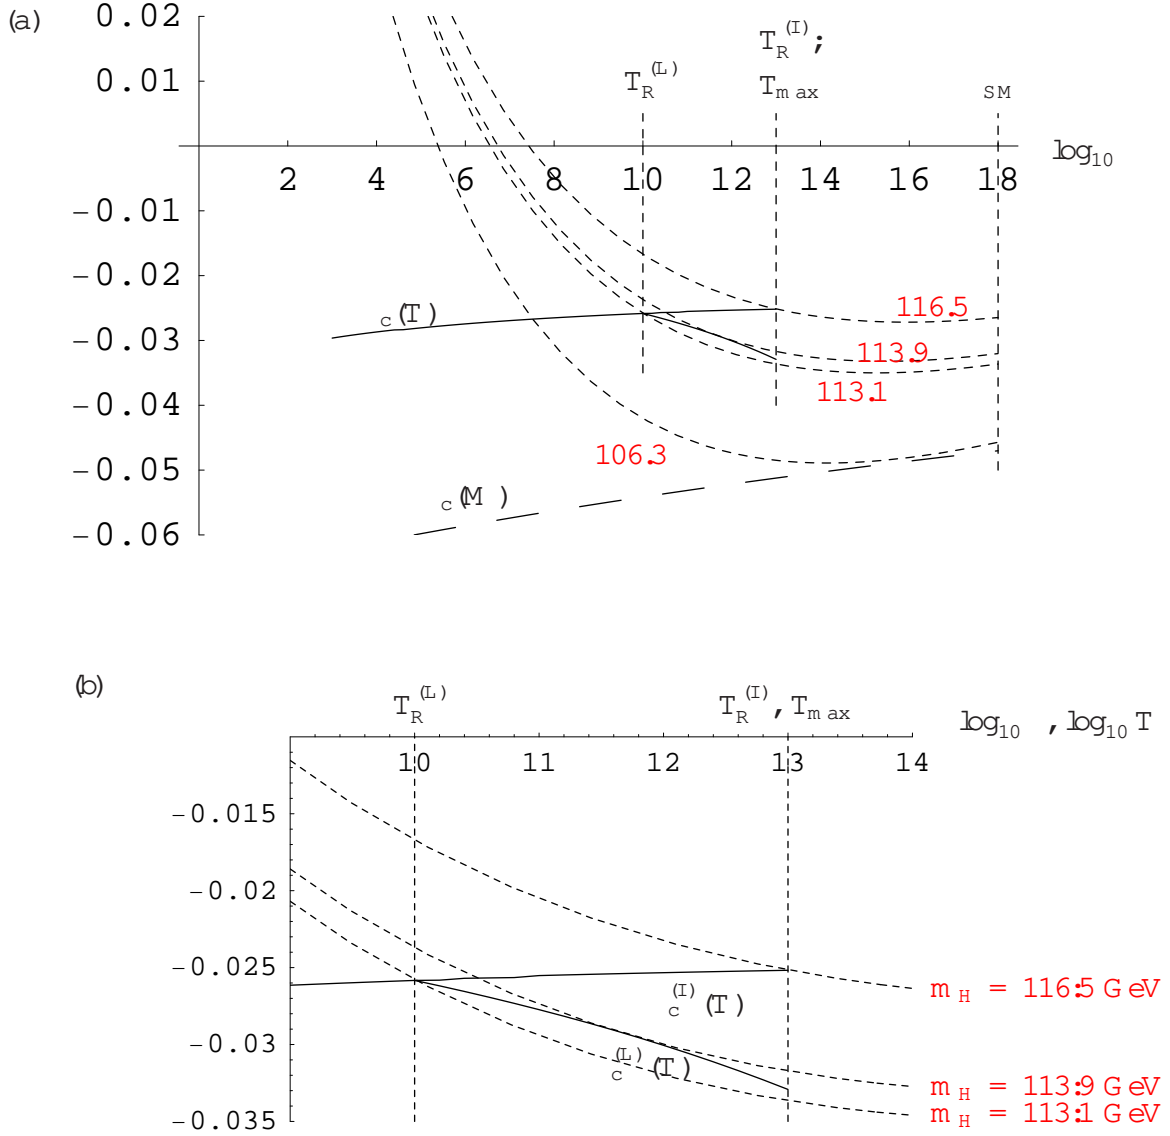 (a)
0.02
0.01
-0.01
-0.02
-0.03
-0.04
-0.05
-0.06
T_R^(L)
T_R^(I);
T_max
SM
log_10
2 4 6 8 10 12 14 16 18
c(T)
116.5
113.9
113.1
106.3
c(M)
(b)
T_R^(L)
T_R^(I), T_max
log_10 , log_10 T
10 11 12 13 14
-0.015
-0.02
-0.025
-0.03
-0.035
c^(I)(T)
c^(L)(T)
m_H = 116.5 GeV
m_H = 113.9 GeV
m_H = 113.1 GeV